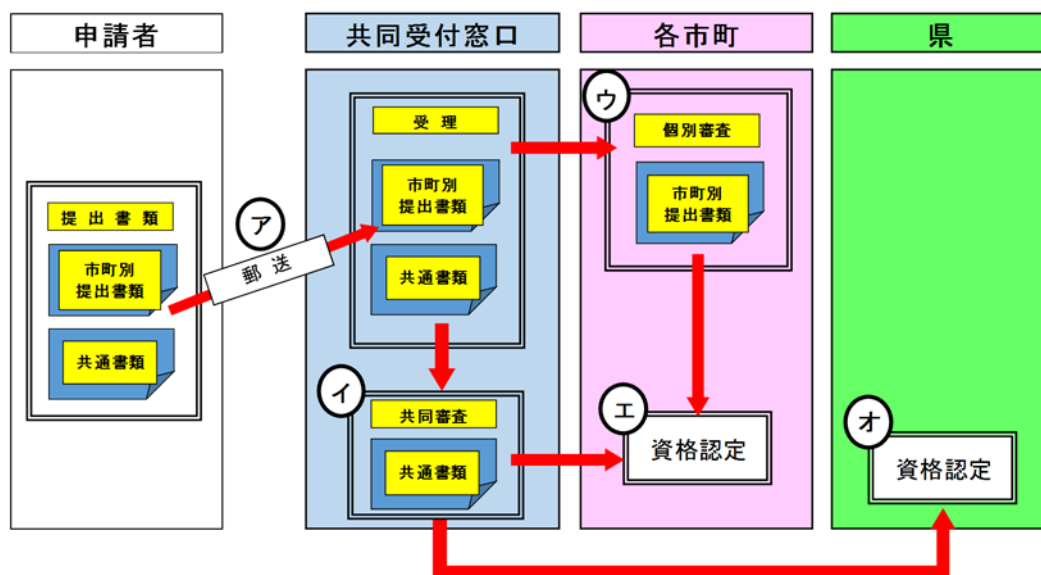 申請者
共同受付窓口
各市町
県
提出書類
市町別
提出書類
共通書類
ア
郵送
受理
市町別
提出書類
共通書類
イ
共同審査
共通書類
ウ
個別審査
市町別
提出書類
エ
資格認定
オ
資格認定